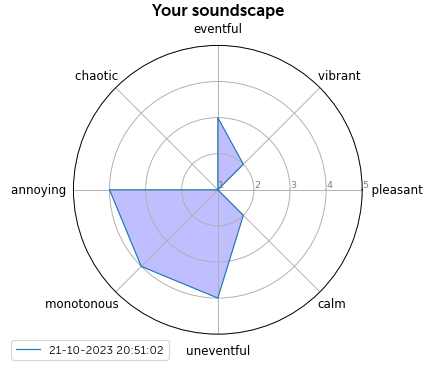 Your soundscape
eventful
chaotic
vibrant
annoying
1 2 3 4 5
pleasant
monotonous
calm
uneventful
21-10-2023 20:51:02